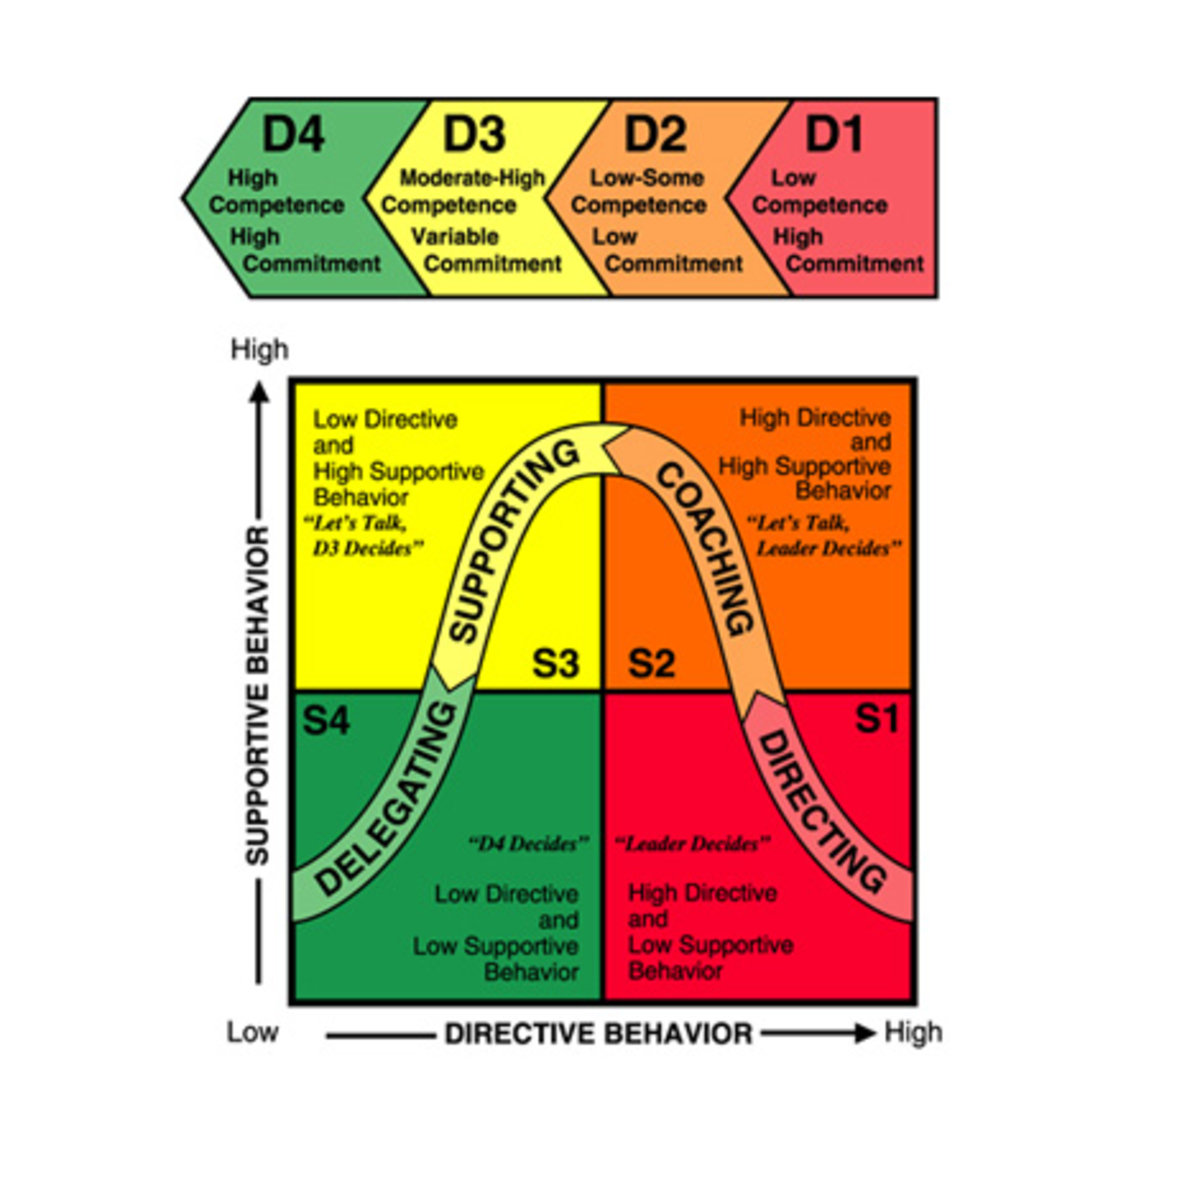 D4
High
Competence
High
Commitment
D3
Moderate-High
Competence
Variable
Commitment
D2
Low-Some
Competence
Low
Commitment
D1
Low
Competence
High
Commitment
High
SUPPORTIVE BEHAVIOR
Low Directive
and
High Supportive
Behavior
“Let’s Talk,
D3 Decides”
SUPPORTING
S3
High Directive
and
High Supportive
Behavior
“Let’s Talk,
Leader Decides”
COACHING
S2
S4
DELEGATING
“D4 Decides”
Low Directive
and
Low Supportive
Behavior
S1
DIRECTING
“Leader Decides”
High Directive
and
Low Supportive
Behavior
Low
DIRECTIVE BEHAVIOR
High